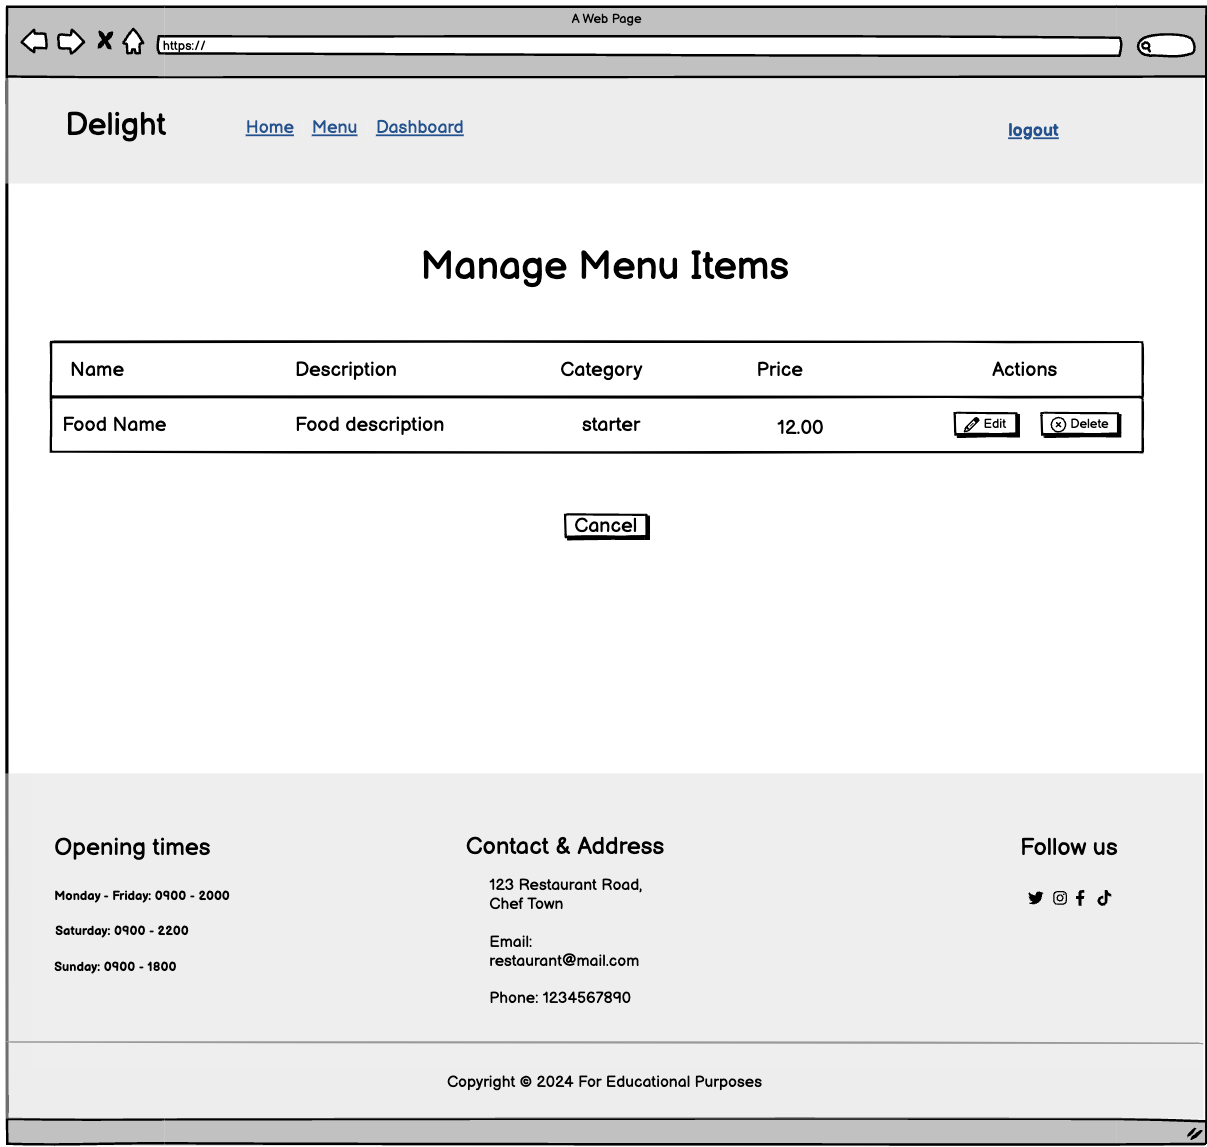 A Web Page
https://
Delight
Home Menu Dashboard
logout
Manage Menu Items
Name Description Category Price Actions
Food Name Food description starter 12.00 Edit Delete
Cancel
Opening times
Monday - Friday: 0900 - 2000
Saturday: 0900 - 2200
Sunday: 0900 - 1800
Contact & Address
123 Restaurant Road,
Chef Town
Email:
restaurant@mail.com
Phone: 1234567890
Follow us
Copyright © 2024 For Educational Purposes